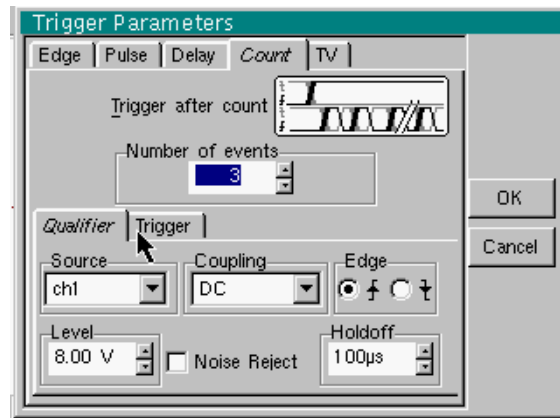 Trigger Parameters
Edge Pulse Delay Count TV
Trigger after count
Number of events
3
OK
Qualifier Trigger
Cancel
Source Coupling Edge
ch1 DC
Level Holdoff
8.00 V Noise Reject 100µs